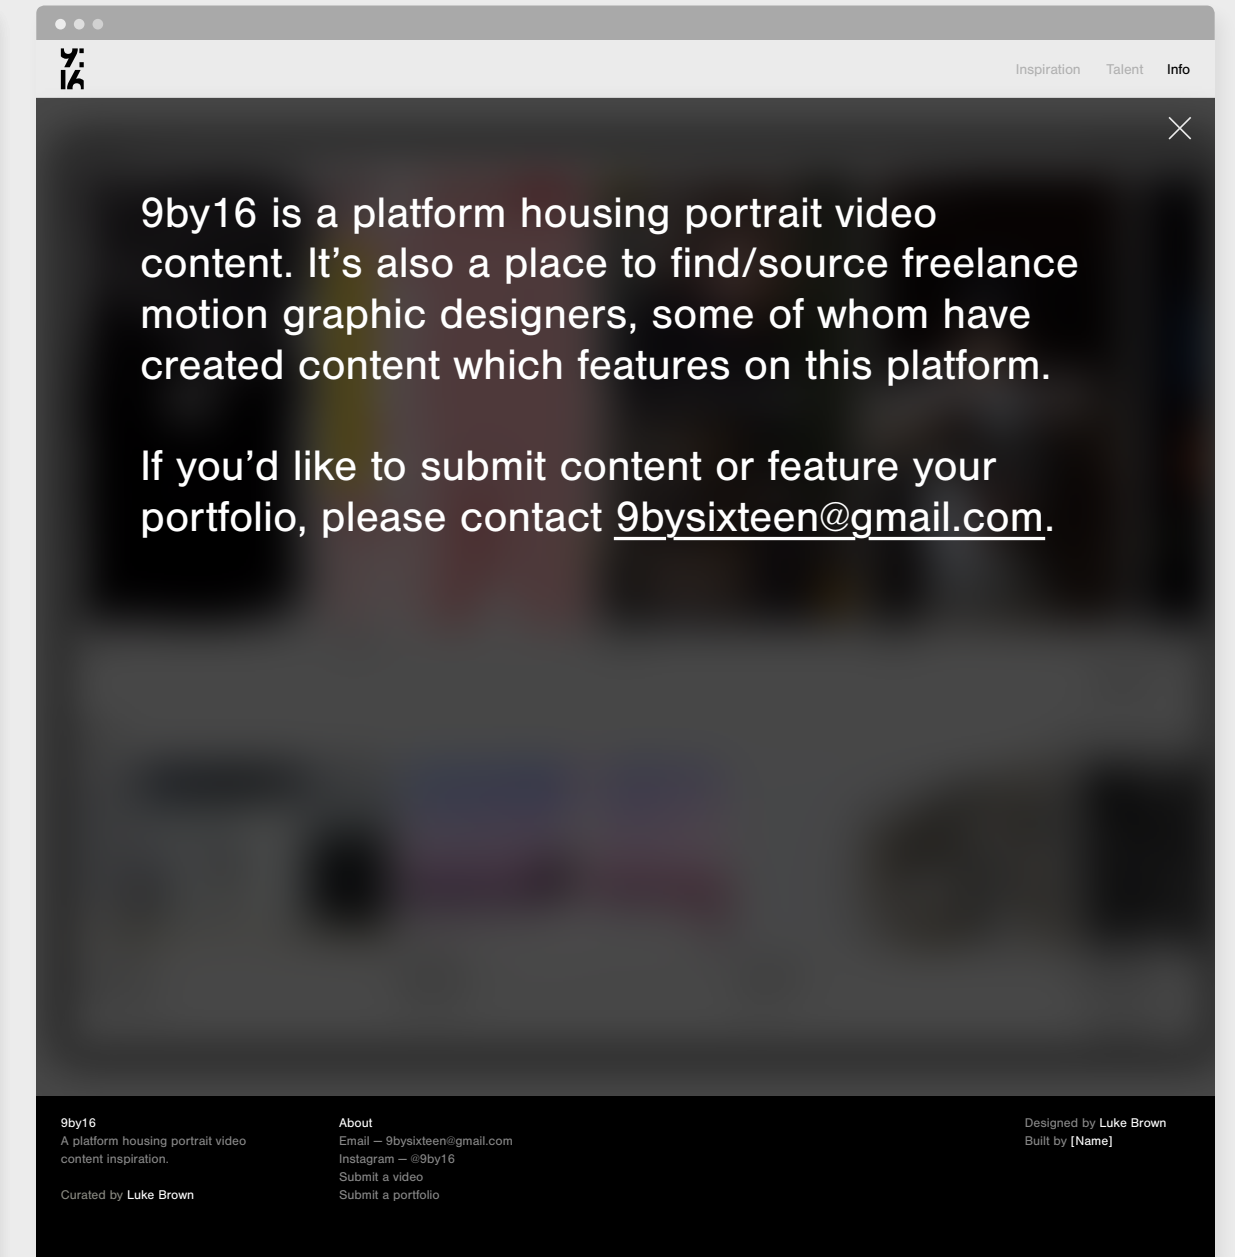 9:16
Inspiration Talent Info
9by16 is a platform housing portrait video
content. It’s also a place to find/source freelance
motion graphic designers, some of whom have
created content which features on this platform.
If you’d like to submit content or feature your
portfolio, please contact 9bysixteen@gmail.com.
9by16
A platform housing portrait video
content inspiration.
Curated by Luke Brown
About
Email — 9bysixteen@gmail.com
Instagram — @9by16
Submit a video
Submit a portfolio
Designed by Luke Brown
Built by [Name]